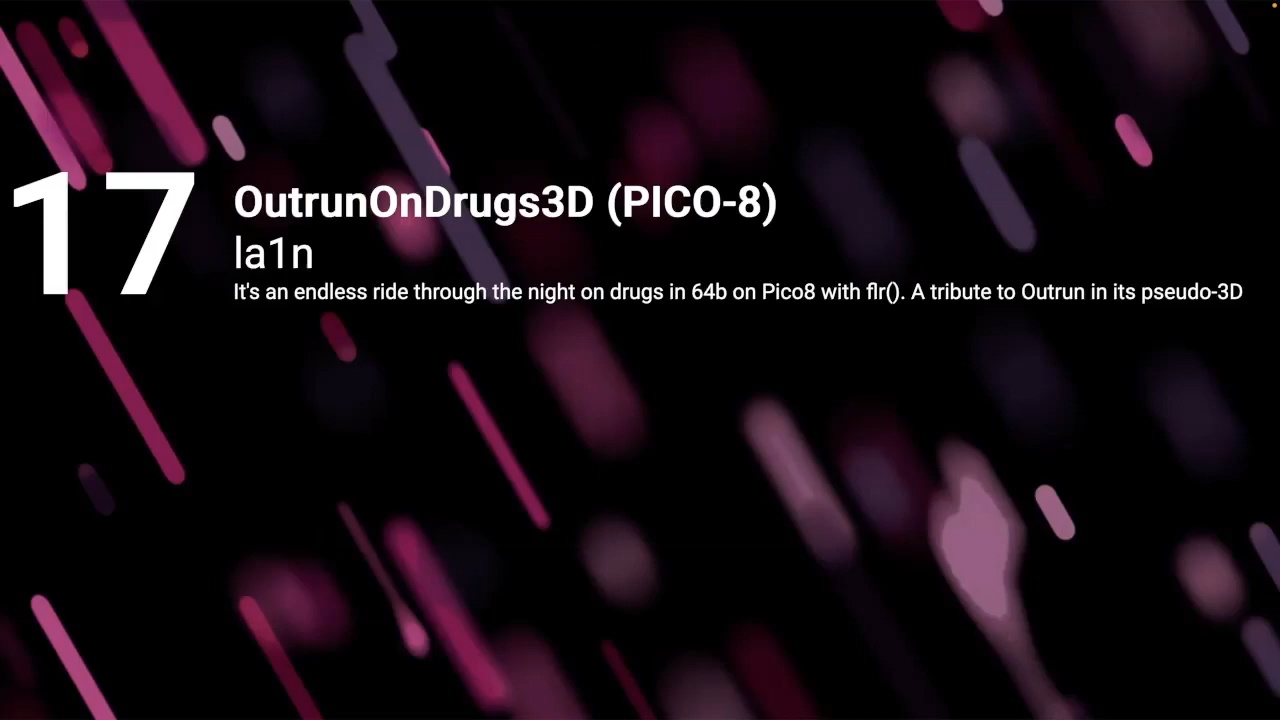 17
OutrunOnDrugs3D (PICO-8)
la1n
It's an endless ride through the night on drugs in 64b on Pico8 with flr(). A tribute to Outrun in its pseudo-3D